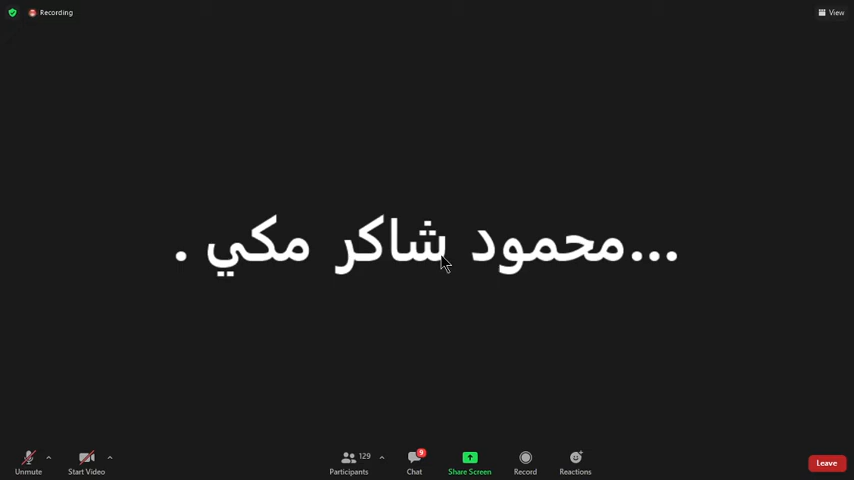 Recording
View
. محمود شاكر مكي...
Unmute
Start Video
129
Participants
9
Chat
Share Screen
Record
Reactions
Leave